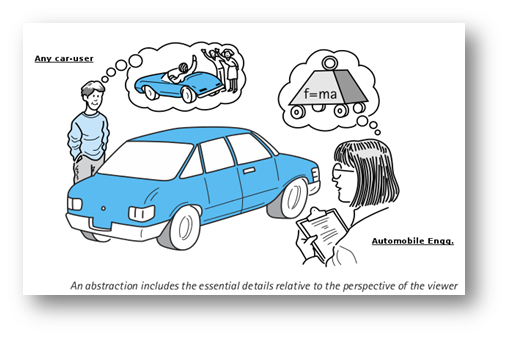 Any car-user
f=ma
Automobile Engg.
An abstraction includes the essential details relative to the perspective of the viewer